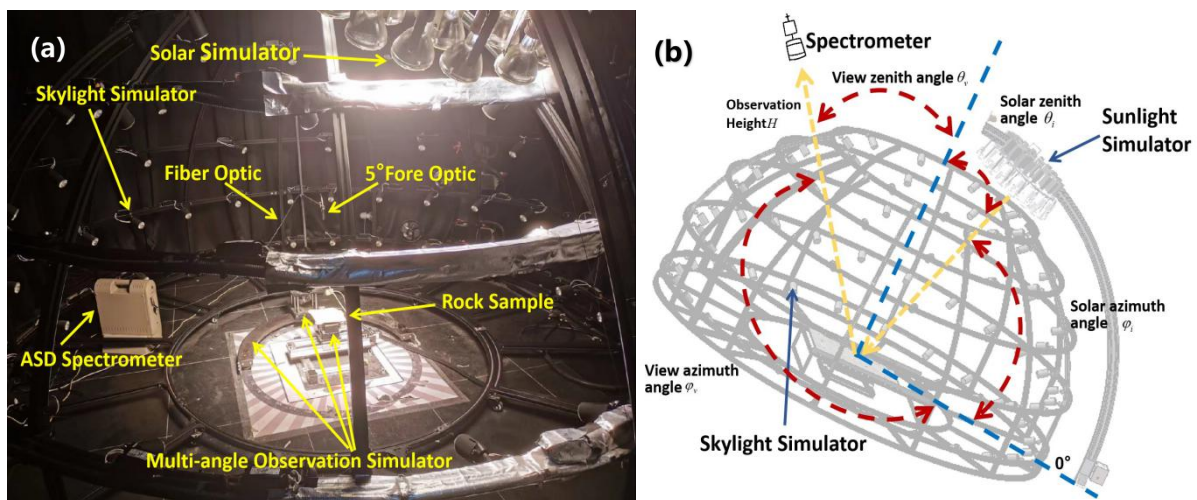 (a)
Solar Simulator
Skylight Simulator
Fiber Optic
5°Fore Optic
Rock Sample
ASD Spectrometer
Multi-angle Observation Simulator
(b)
Spectrometer
View zenith angle θᵥ
Observation
HeightH
Solar zenith
angle θᵢ
Sunlight
Simulator
Solar azimuth
angle φᵢ
View azimuth
angle φᵥ
Skylight Simulator
0°